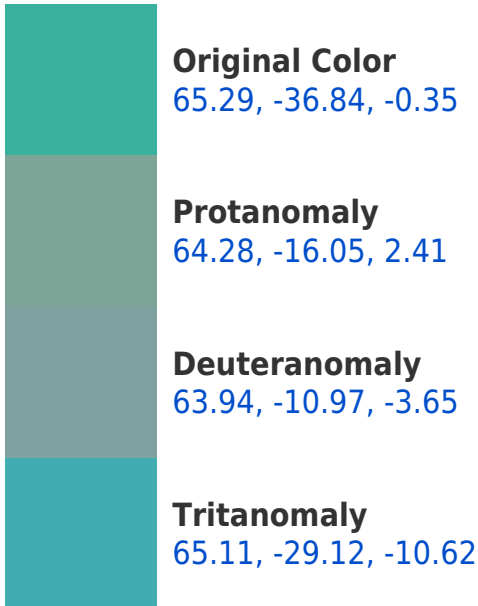 Original Color
65.29, -36.84, -0.35
Protanomaly
64.28, -16.05, 2.41
Deuteranomaly
63.94, -10.97, -3.65
Tritanomaly
65.11, -29.12, -10.62